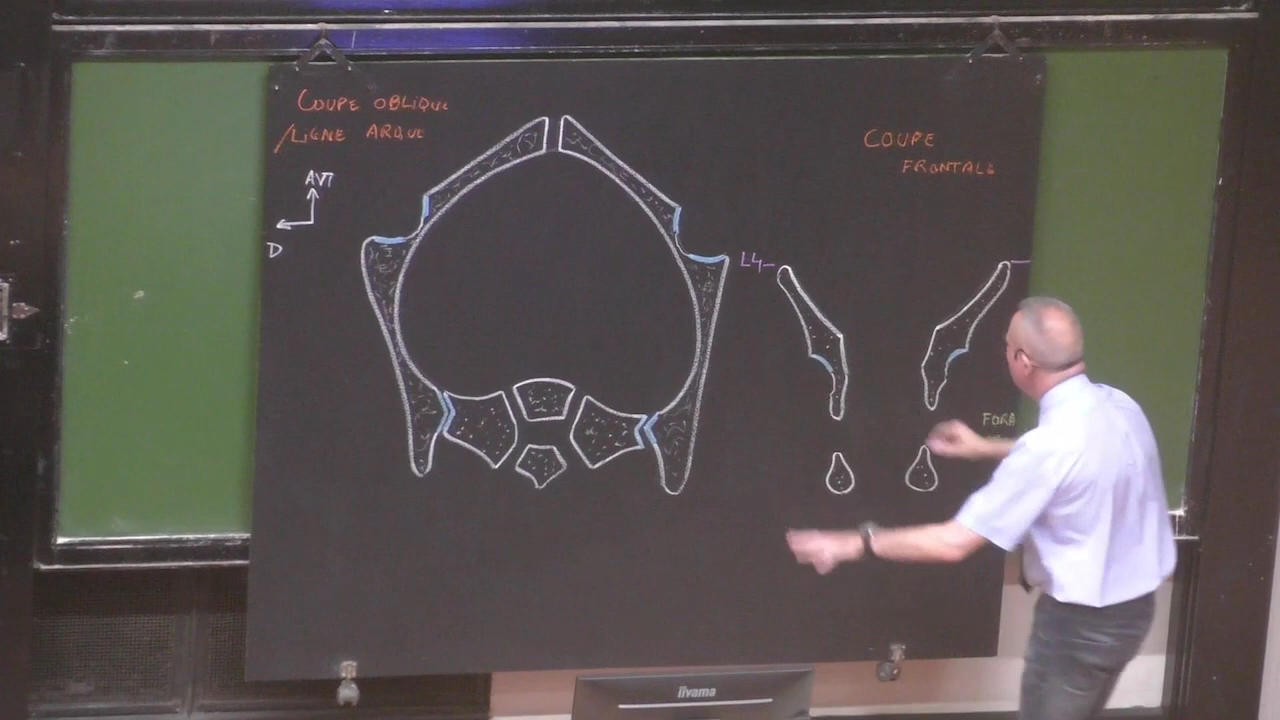 COUPE OBLIQUE
/LIGNE ARQUE
AVT
D
COUPE
FRONTALE
L4
FORA
iiyama